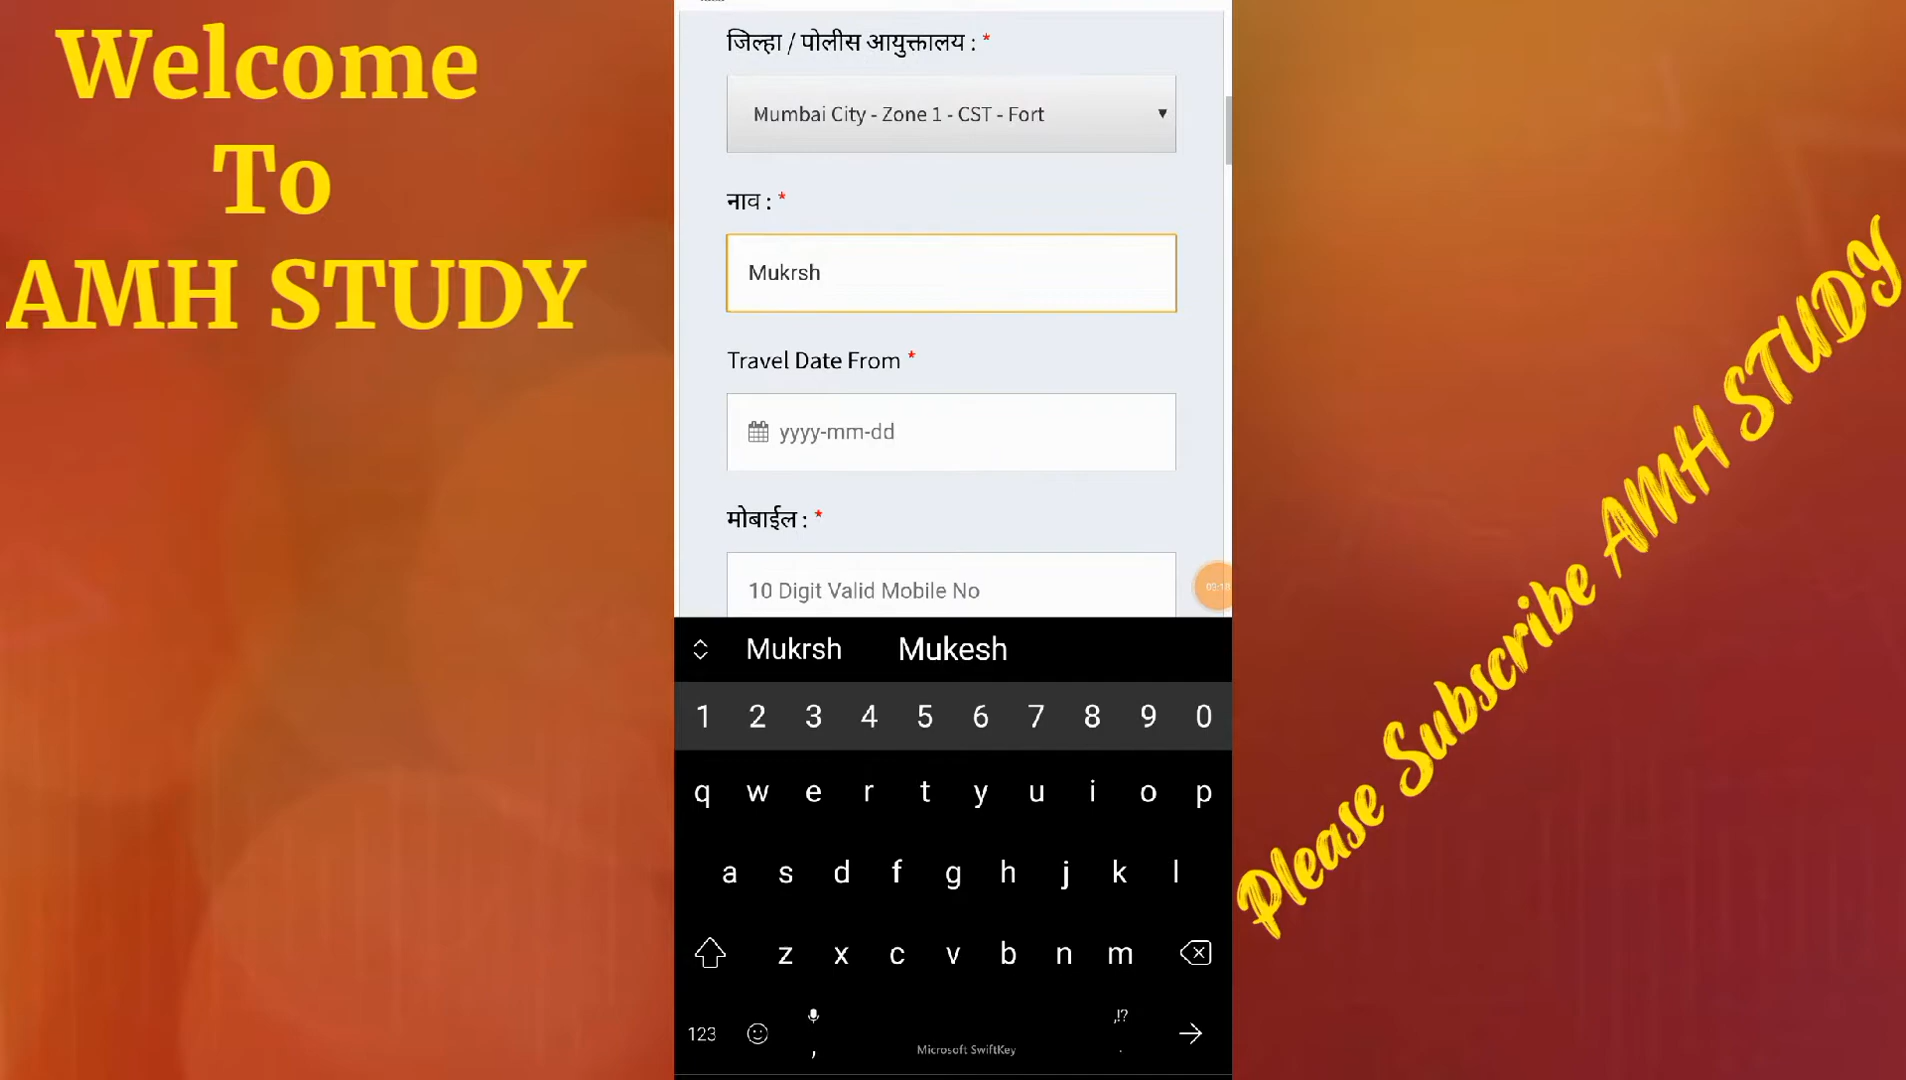 Welcome
To
AMH STUDY
जिल्हा / पोलीस आयुक्तालय : *
Mumbai City - Zone 1 - CST - Fort
नाव : *
Mukrsh
Travel Date From *
yyyy-mm-dd
मोबाईल : *
10 Digit Valid Mobile No
Mukrsh Mukesh
1 2 3 4 5 6 7 8 9 0
q w e r t y u i o p
a s d f g h j k l
z x c v b n m
123 , Microsoft SwiftKey ,!? .
Please Subscribe AMH STUDY